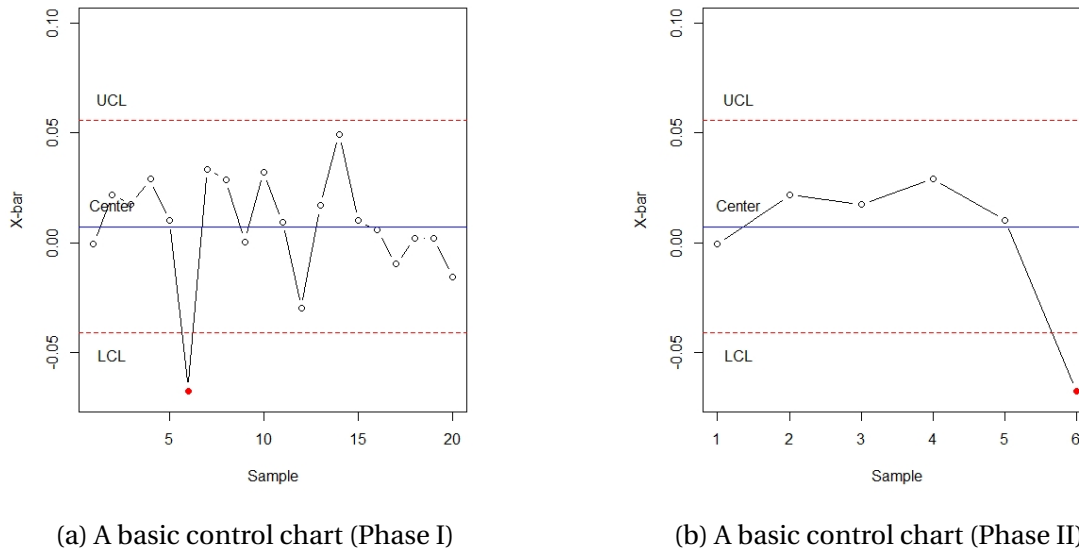 0.10
0.05
0.00
-0.05
X-bar
UCL
Center
LCL
5 10 15 20
Sample
(a) A basic control chart (Phase I)
0.10
0.05
0.00
-0.05
X-bar
UCL
Center
LCL
1 2 3 4 5 6
Sample
(b) A basic control chart (Phase II)